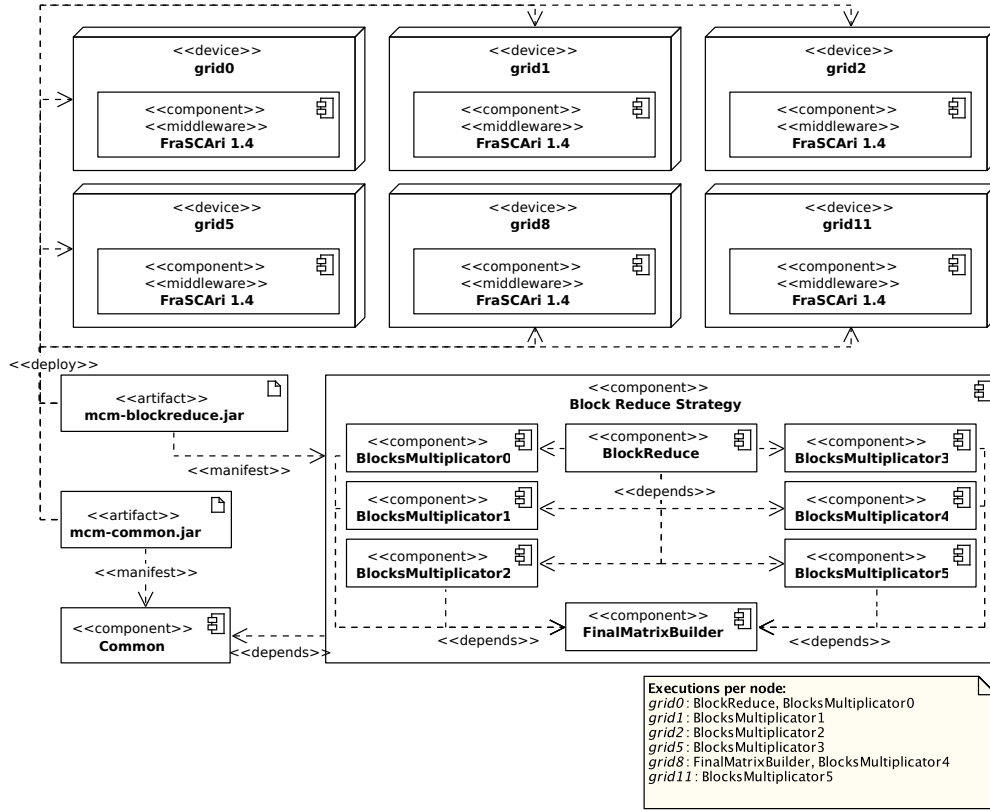 <<device>>
grid0
<<component>>
<<middleware>>
FraSCAri 1.4
<<device>>
grid1
<<component>>
<<middleware>>
FraSCAri 1.4
<<device>>
grid2
<<component>>
<<middleware>>
FraSCAri 1.4
<<device>>
grid5
<<component>>
<<middleware>>
FraSCAri 1.4
<<device>>
grid8
<<component>>
<<middleware>>
FraSCAri 1.4
<<device>>
grid11
<<component>>
<<middleware>>
FraSCAri 1.4
<<deploy>>
<<artifact>>
mcm-blockreduce.jar
<<manifest>>
<<artifact>>
mcm-common.jar
<<manifest>>
<<component>>
Common
<<depends>>
<<component>>
Block Reduce Strategy
<<component>>
BlocksMultiplicator0
<<component>>
BlockReduce
<<component>>
BlocksMultiplicator3
<<depends>>
<<component>>
BlocksMultiplicator1
<<component>>
BlocksMultiplicator4
<<component>>
BlocksMultiplicator2
<<component>>
BlocksMultiplicator5
<<component>>
FinalMatrixBuilder
<<depends>>
<<depends>>
Executions per node:
grid0: BlockReduce, BlocksMultiplicator0
grid1: BlocksMultiplicator1
grid2: BlocksMultiplicator2
grid5: BlocksMultiplicator3
grid8: FinalMatrixBuilder, BlocksMultiplicator4
grid11: BlocksMultiplicator5